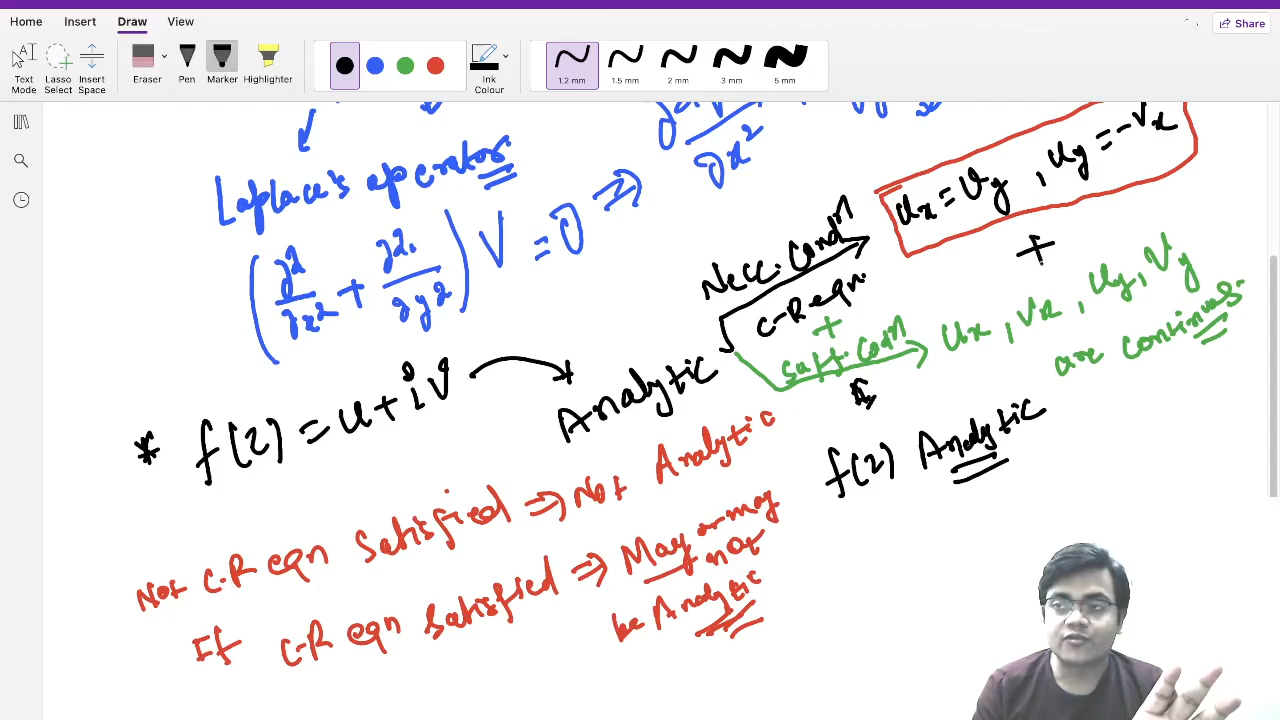 Home Insert Draw View
Share
Text Mode
Lasso Select
Insert Space
Eraser
Pen
Marker
Highlighter
Ink Colour
1.2 mm
1.5 mm
2 mm
3 mm
5 mm
∂x²
Laplace's operator
(∂²/∂x² + ∂²/∂y²) V = 0 ⇒
Necc. Condⁿ
C-R eqn.
ux = vy , uy = -vx
+
+
suff. Condⁿ
ux, vx, uy, vy
are continuous.
* f(z) = u + iv
Analytic
f(z) Analytic
Not C.R eqn satisfied ⇒ Not Analytic
If C-R eqn satisfied ⇒ May or may
not
be Analytic